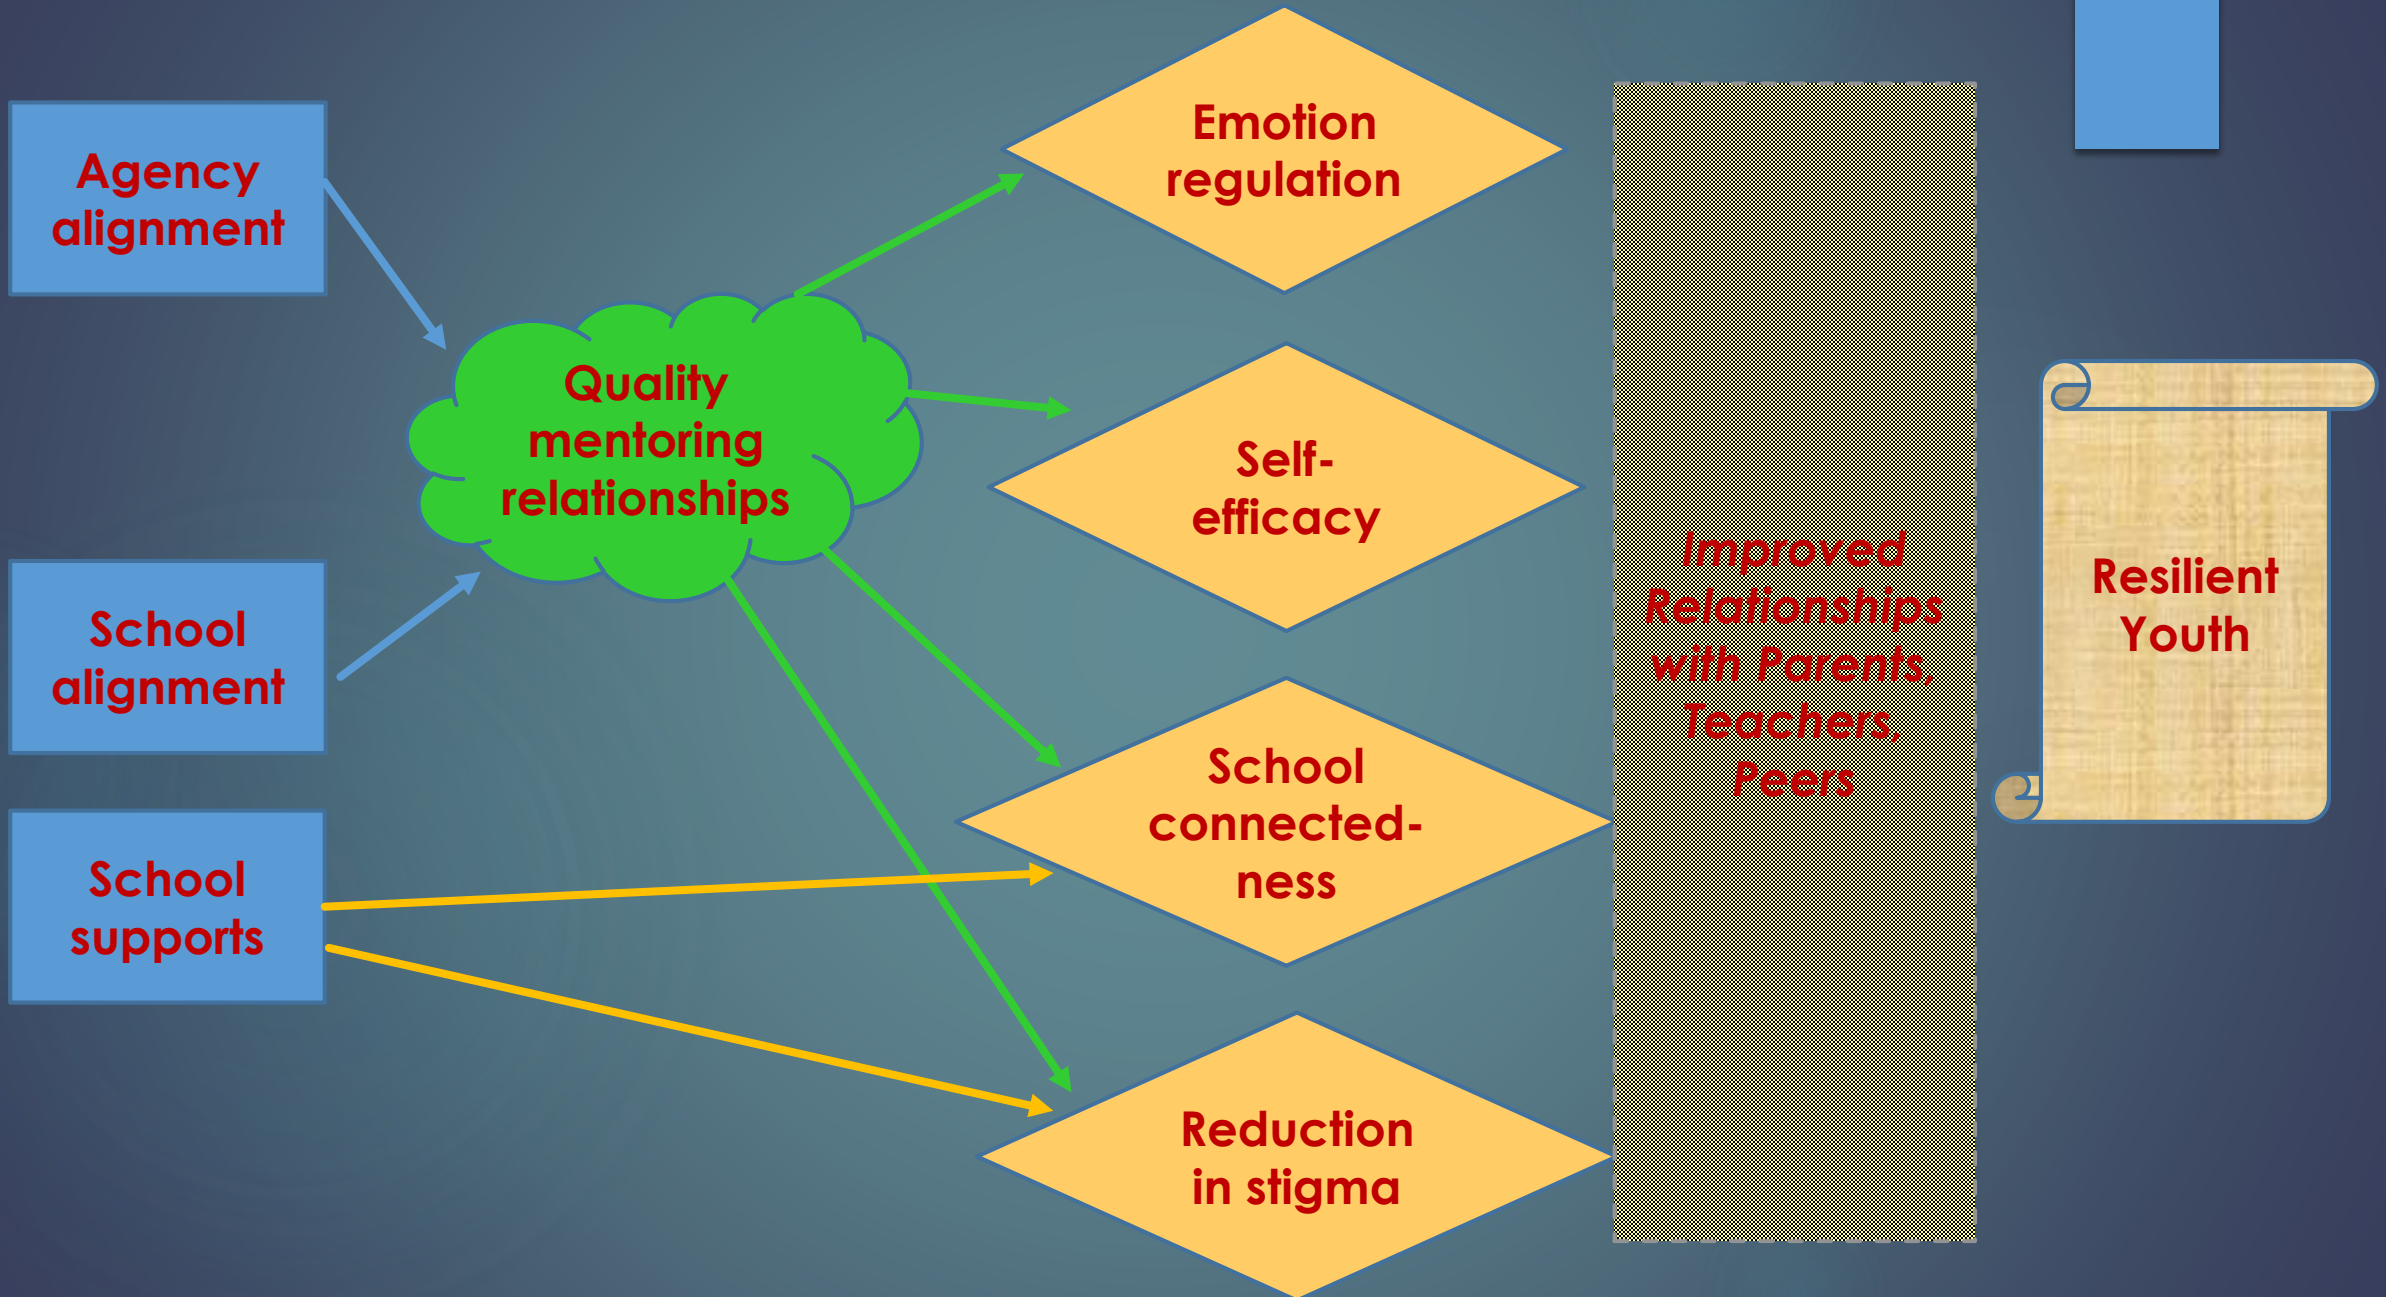 Agency
alignment
School
alignment
School
supports
Quality
mentoring
relationships
Emotion
regulation
Self-
efficacy
School
connected-
ness
Reduction
in stigma
Improved
Relationships
with Parents,
Teachers,
Peers
Resilient
Youth